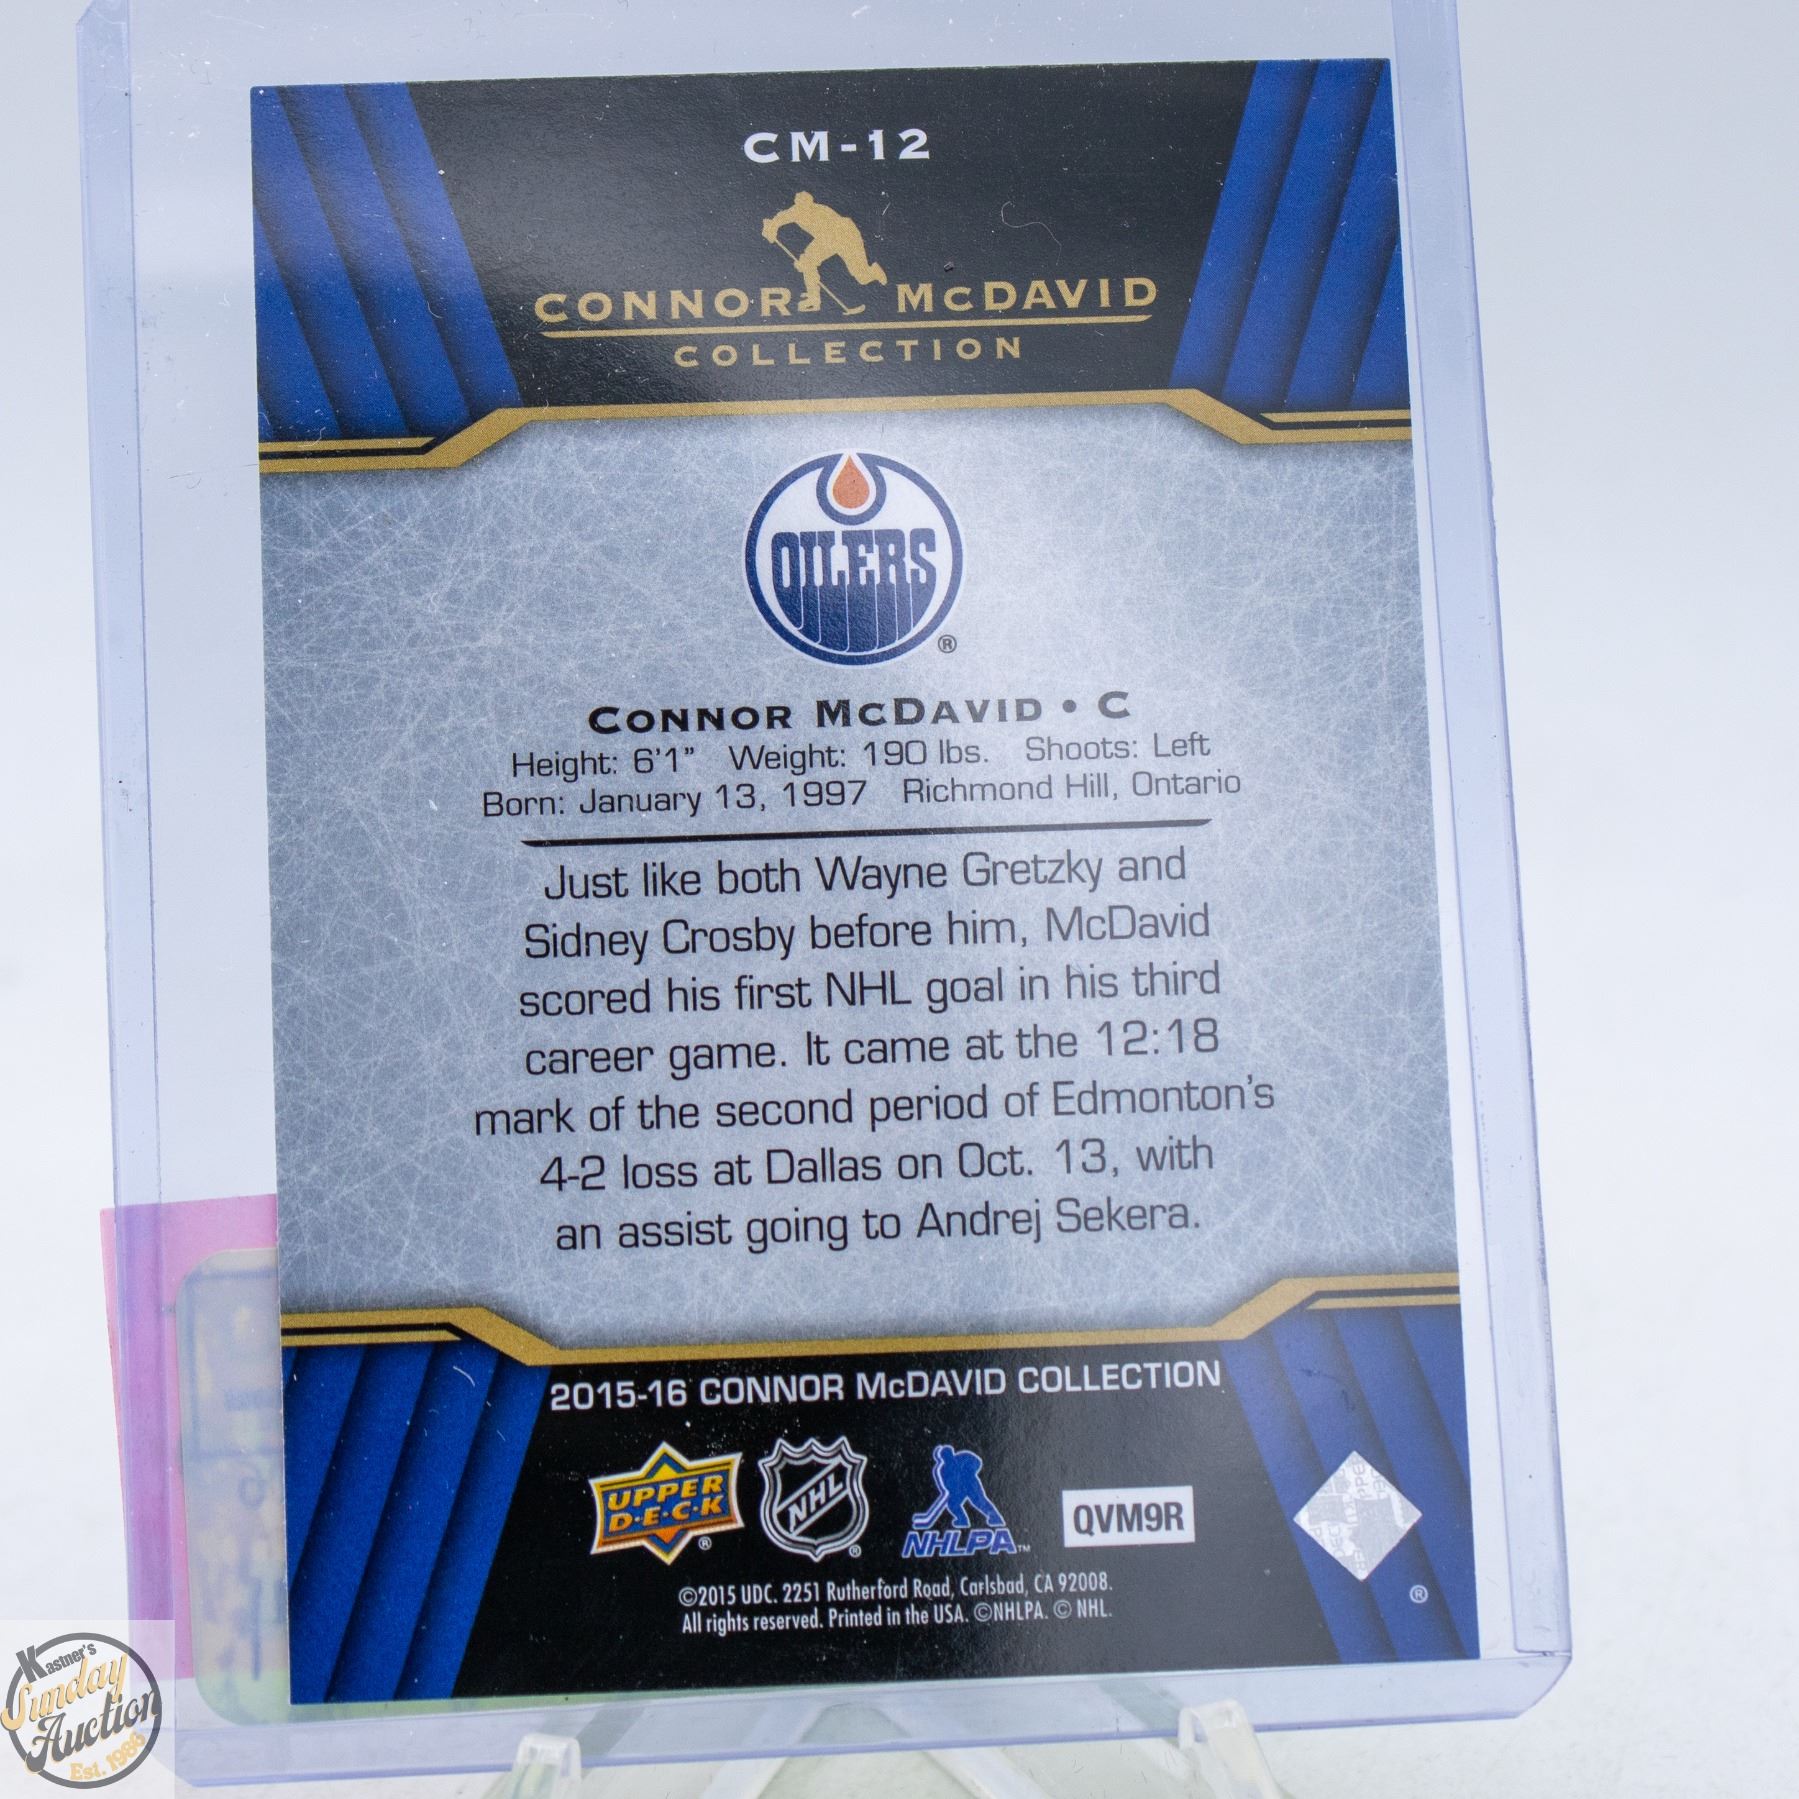 CM-12
CONNOR McDAVID
COLLECTION
OILERS
®
CONNOR McDAVID • C
Height: 6'1" Weight: 190 lbs. Shoots: Left
Born: January 13, 1997 Richmond Hill, Ontario
Just like both Wayne Gretzky and
Sidney Crosby before him, McDavid
scored his first NHL goal in his third
career game. It came at the 12:18
mark of the second period of Edmonton's
4-2 loss at Dallas on Oct. 13, with
an assist going to Andrej Sekera.
2015-16 CONNOR McDAVID COLLECTION
UPPER
D·E·C·K
®
NHL
®
NHLPA™
QVM9R
®
©2015 UDC. 2251 Rutherford Road, Carlsbad, CA 92008.
All rights reserved. Printed in the USA. ©NHLPA. © NHL.
Kastner's
Sunday
Auction
Est. 1986